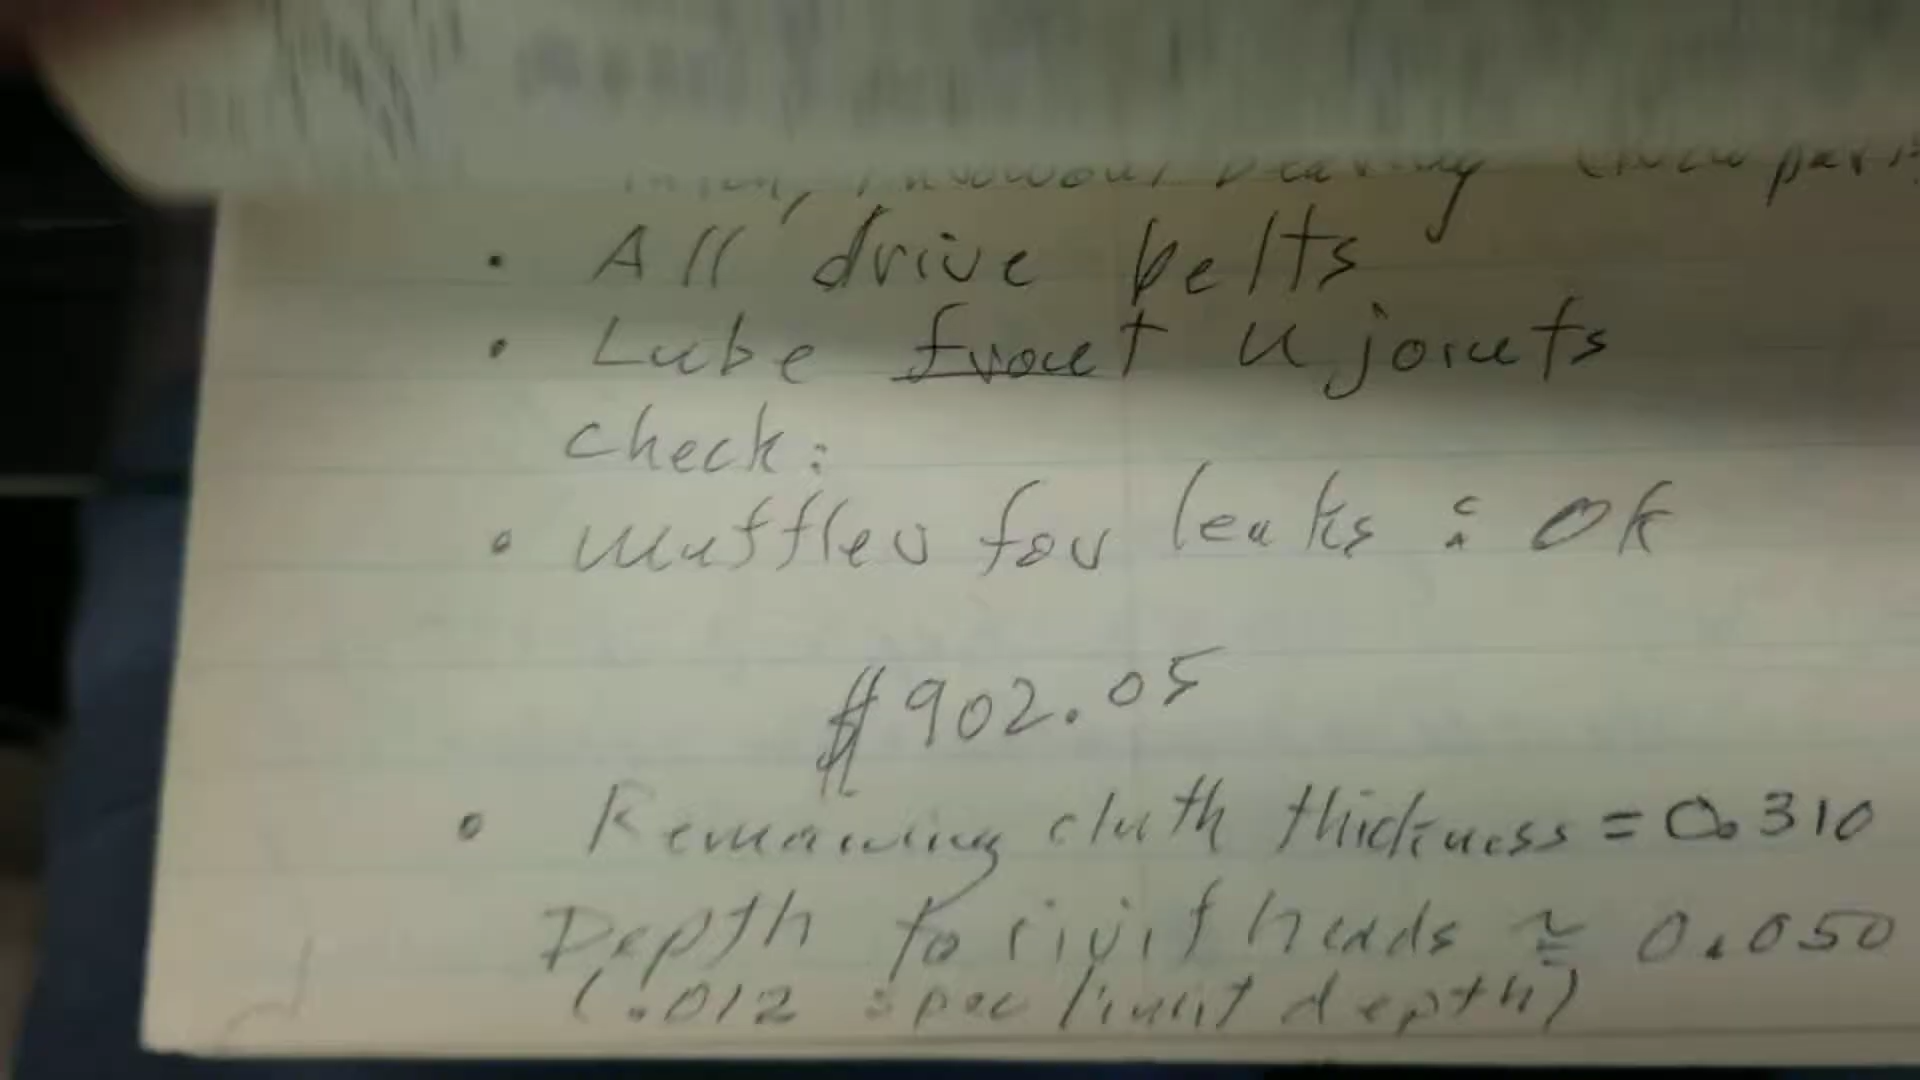 bearing
• All drive belts
• Lube front U joints
check:
• Muffler for leaks : OK
$902.05
• Remaining cluth thickness = 0.310
Depth to rivit heads ≅ 0.050
(.012 spec limit depth)